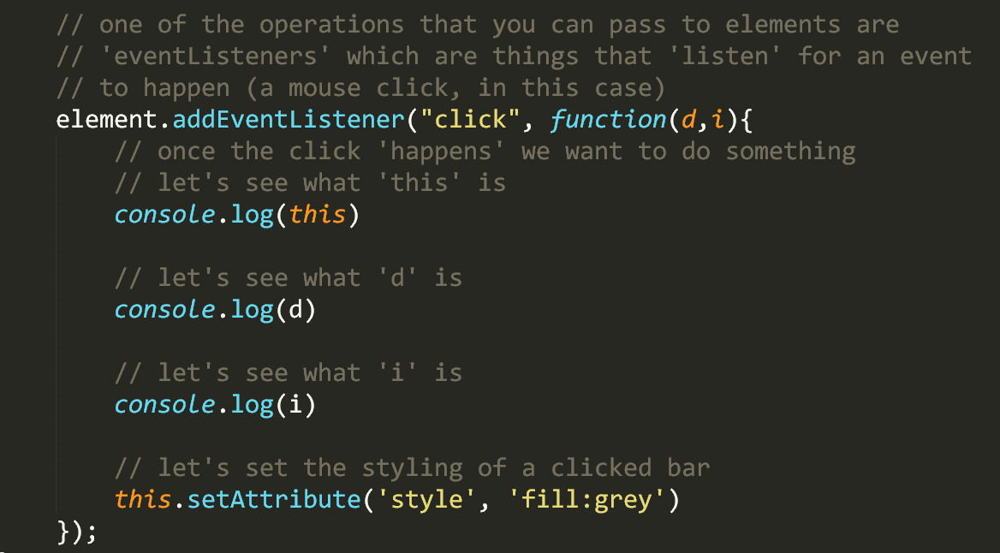 // one of the operations that you can pass to elements are
// 'eventListeners' which are things that 'listen' for an event
// to happen (a mouse click, in this case)
element.addEventListener("click", function(d,i){
// once the click 'happens' we want to do something
// let's see what 'this' is
console.log(this)
// let's see what 'd' is
console.log(d)
// let's see what 'i' is
console.log(i)
// let's set the styling of a clicked bar
this.setAttribute('style', 'fill:grey')
});